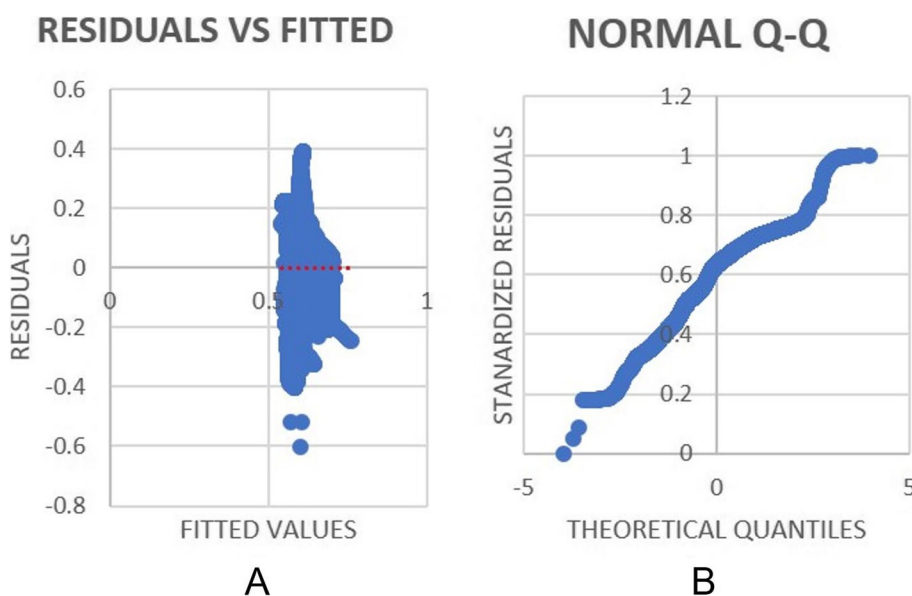 RESIDUALS VS FITTED
0.6
0.4
0.2
0
-0.2
-0.4
-0.6
-0.8
0 0.5 1
RESIDUALS
FITTED VALUES
A
NORMAL Q-Q
1.2
1
0.8
0.6
0.4
0.2
0
-5 0 5
STANARDIZED RESIDUALS
THEORETICAL QUANTILES
B